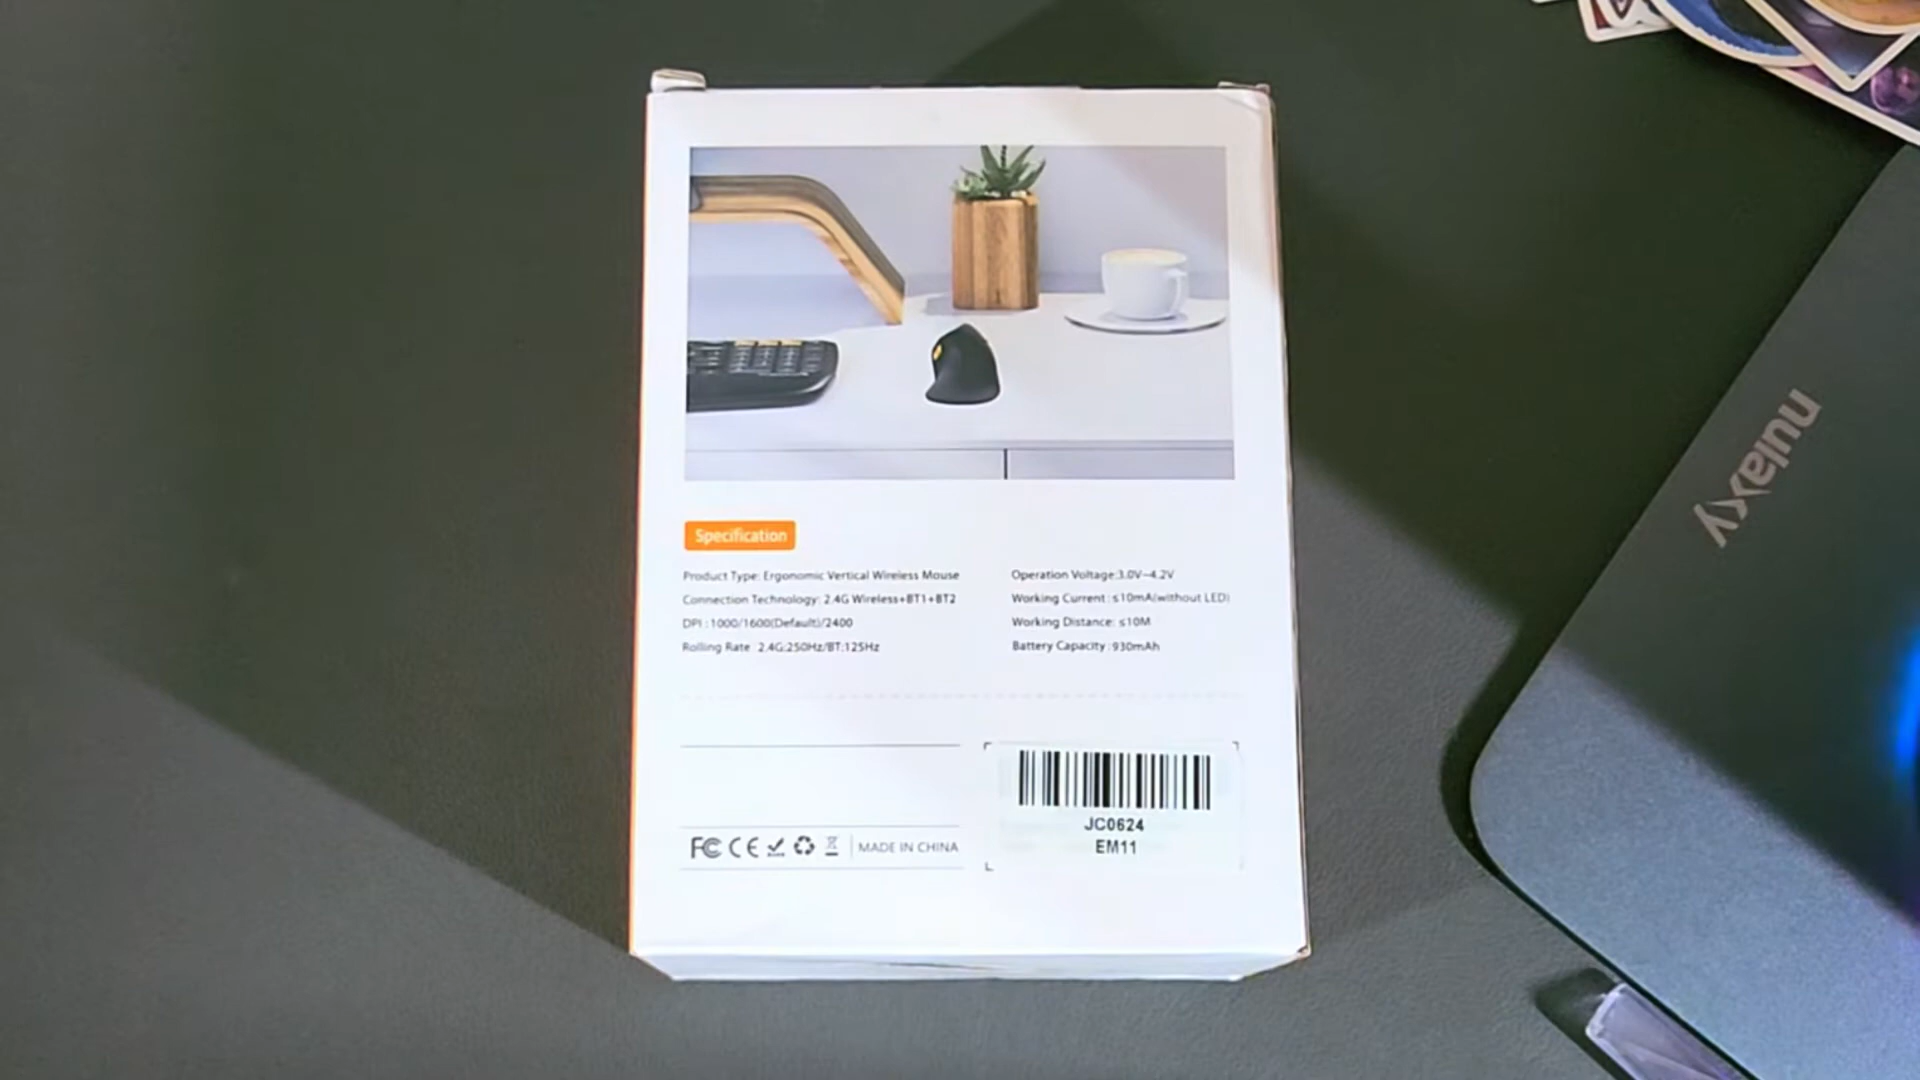 Specification
Product Type: Ergonomic Vertical Wireless Mouse
Connection Technology: 2.4G Wireless+BT1+BT2
DPI :1000/1600(Default)/2400
Rolling Rate 2.4G:250Hz/BT:125Hz
Operation Voltage:3.0V~4.2V
Working Current: ≤10mA(without LED)
Working Distance: ≤10M
Battery Capacity: 930mAh
FC CE MADE IN CHINA
JC0624
EM11
nulaxy